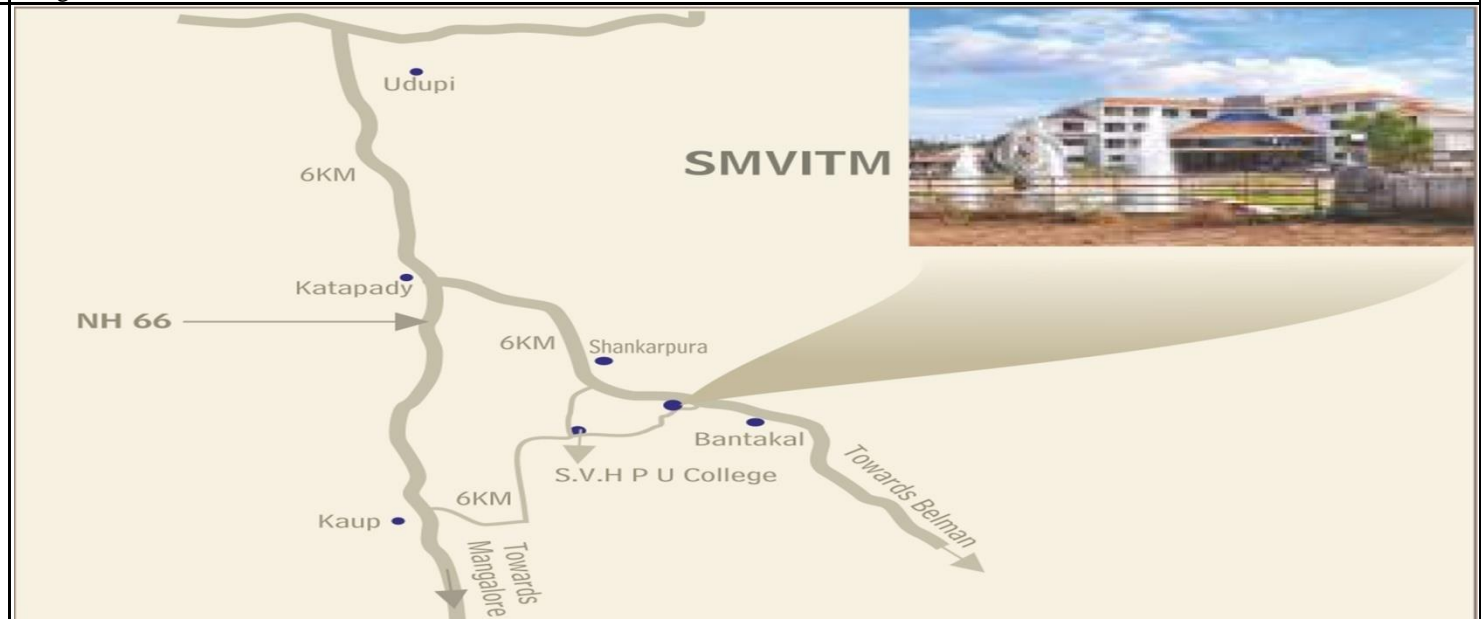 Udupi
SMVITM
6KM
Katapady
NH 66
6KM
Shankarpura
Bantakal
Towards Belman
S.V.H P U College
6KM
Kaup
Towards
Mangalore